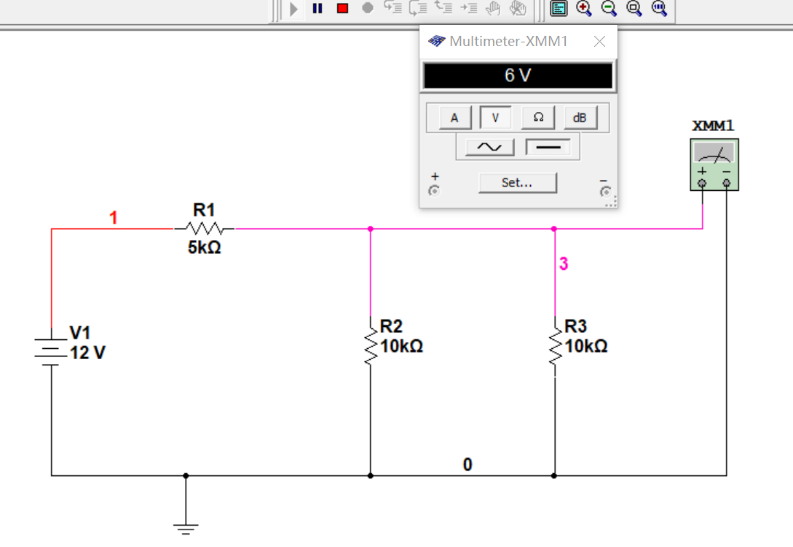 Multimeter-XMM1
6 V
A
V
Ω
dB
+
Set...
–
XMM1
+ –
1
R1
5kΩ
3
V1
12 V
R2
10kΩ
R3
10kΩ
0